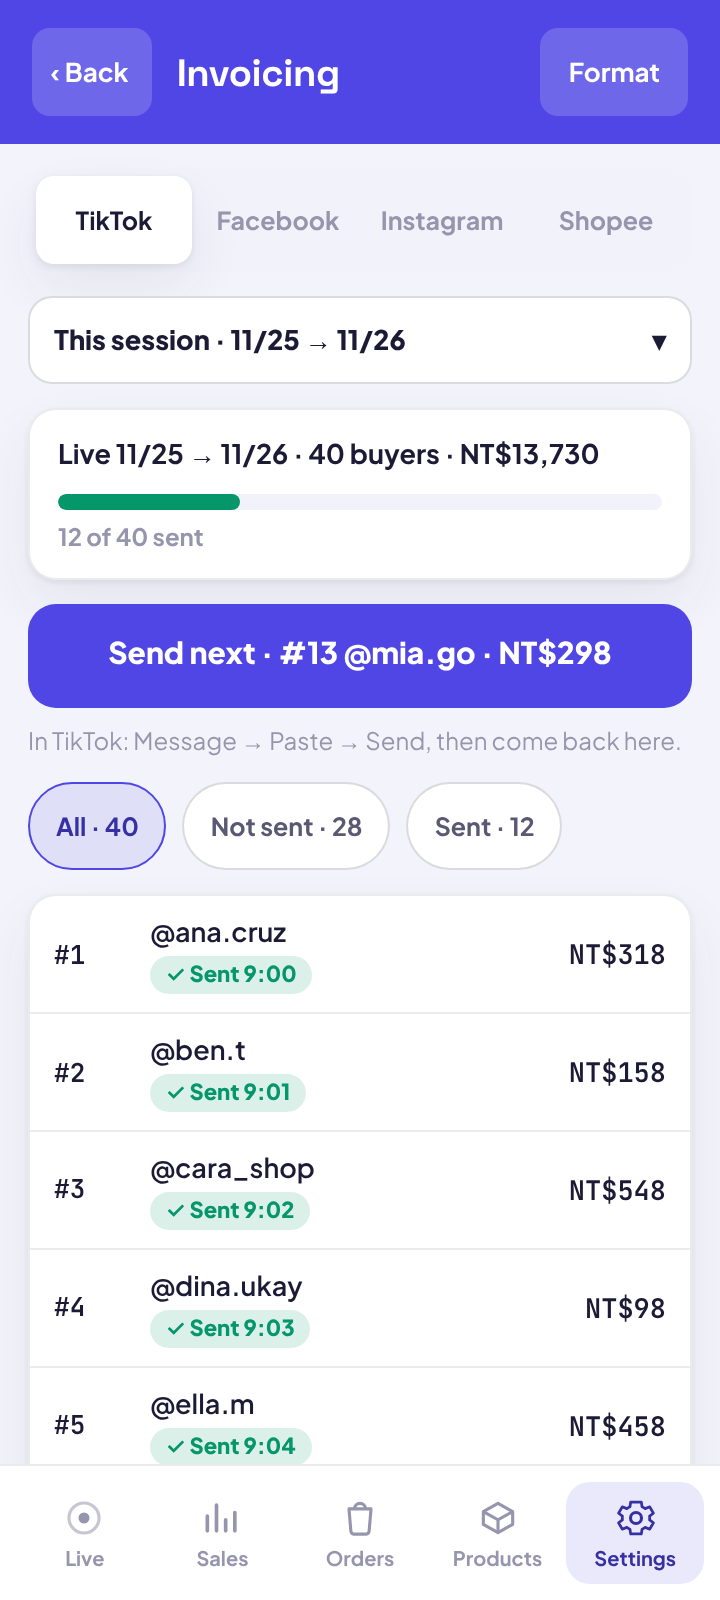 ‹ Back
Invoicing
Format
TikTok
Facebook
Instagram
Shopee
This session · 11/25 → 11/26 ▼
Live 11/25 → 11/26 · 40 buyers · NT$13,730
12 of 40 sent
Send next · #13 @mia.go · NT$298
In TikTok: Message → Paste → Send, then come back here.
All · 40
Not sent · 28
Sent · 12
#1
@ana.cruz
✓ Sent 9:00
NT$318
#2
@ben.t
✓ Sent 9:01
NT$158
#3
@cara_shop
✓ Sent 9:02
NT$548
#4
@dina.ukay
✓ Sent 9:03
NT$98
#5
@ella.m
✓ Sent 9:04
NT$458
Live
Sales
Orders
Products
Settings